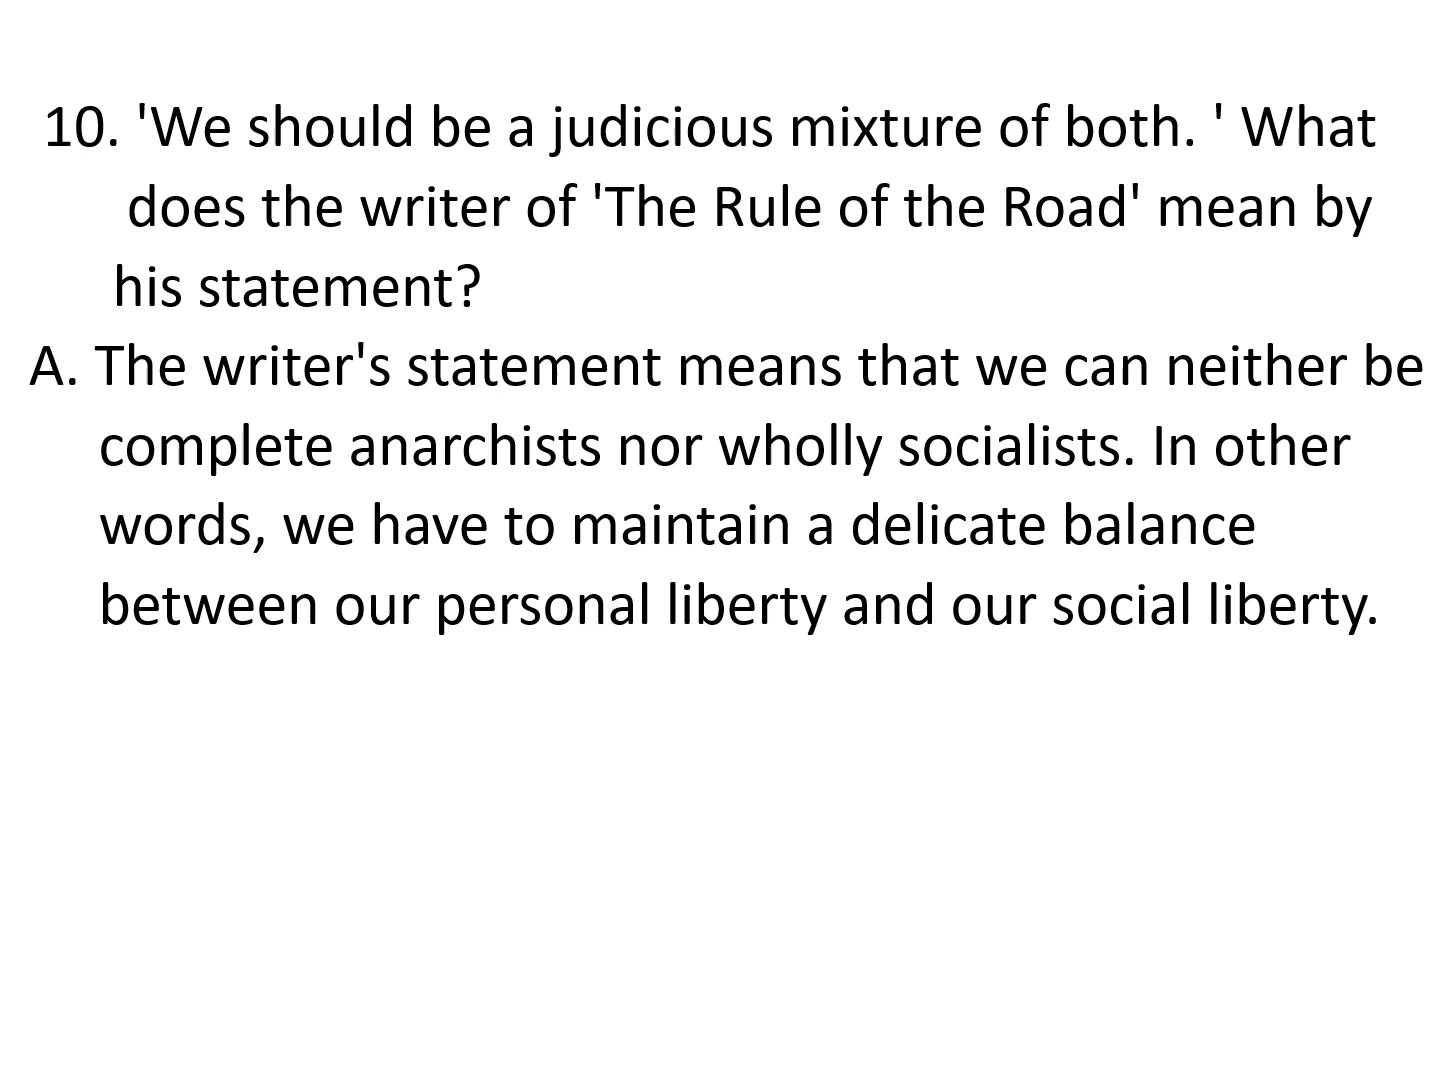 10. 'We should be a judicious mixture of both. ' What
does the writer of 'The Rule of the Road' mean by
his statement?
A. The writer's statement means that we can neither be
complete anarchists nor wholly socialists. In other
words, we have to maintain a delicate balance
between our personal liberty and our social liberty.